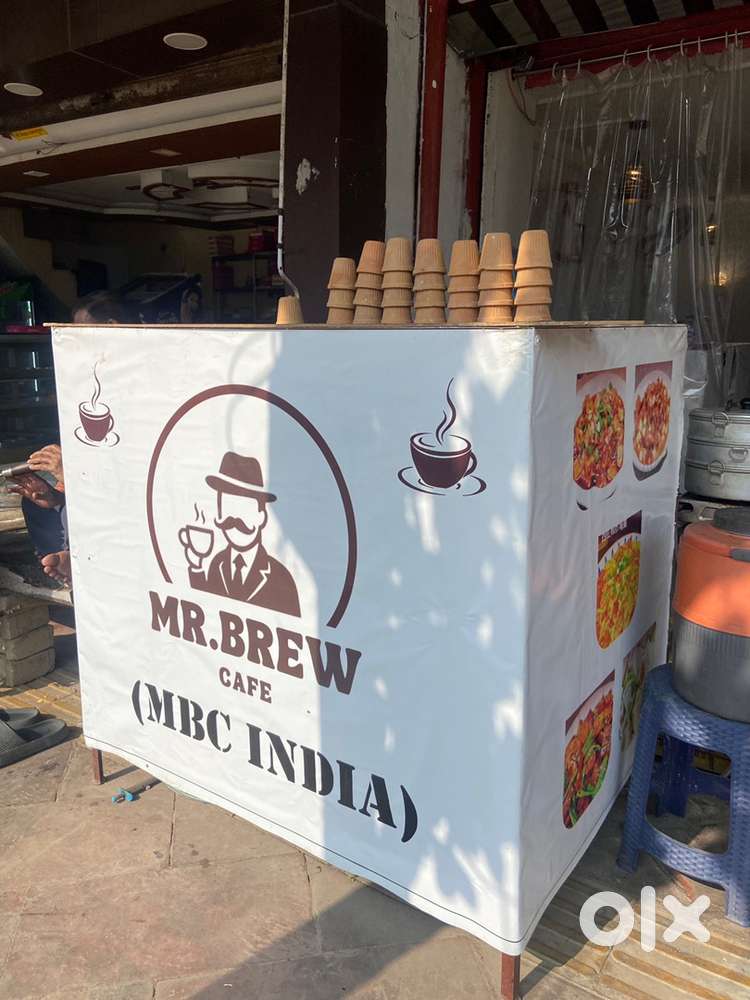 MR.BREW
CAFE
(MBC INDIA)
olx